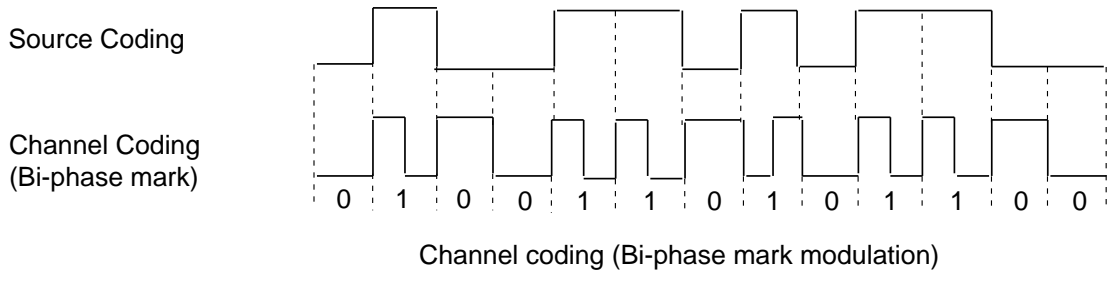 Source Coding
Channel Coding
(Bi-phase mark)
0 1 0 0 1 1 0 1 0 1 1 0 0
Channel coding (Bi-phase mark modulation)